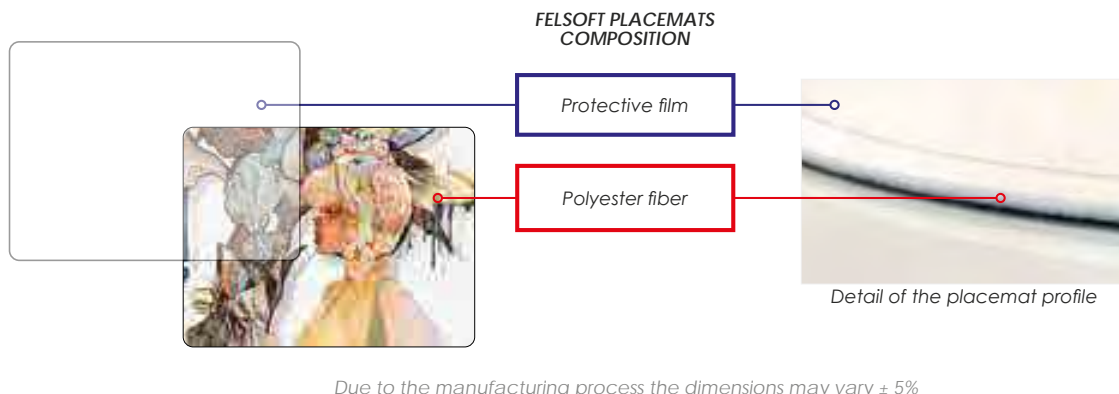 FELSOFT PLACEMATS
COMPOSITION
Protective film
Polyester fiber
Detail of the placemat profile
Due to the manufacturing process the dimensions may vary ± 5%